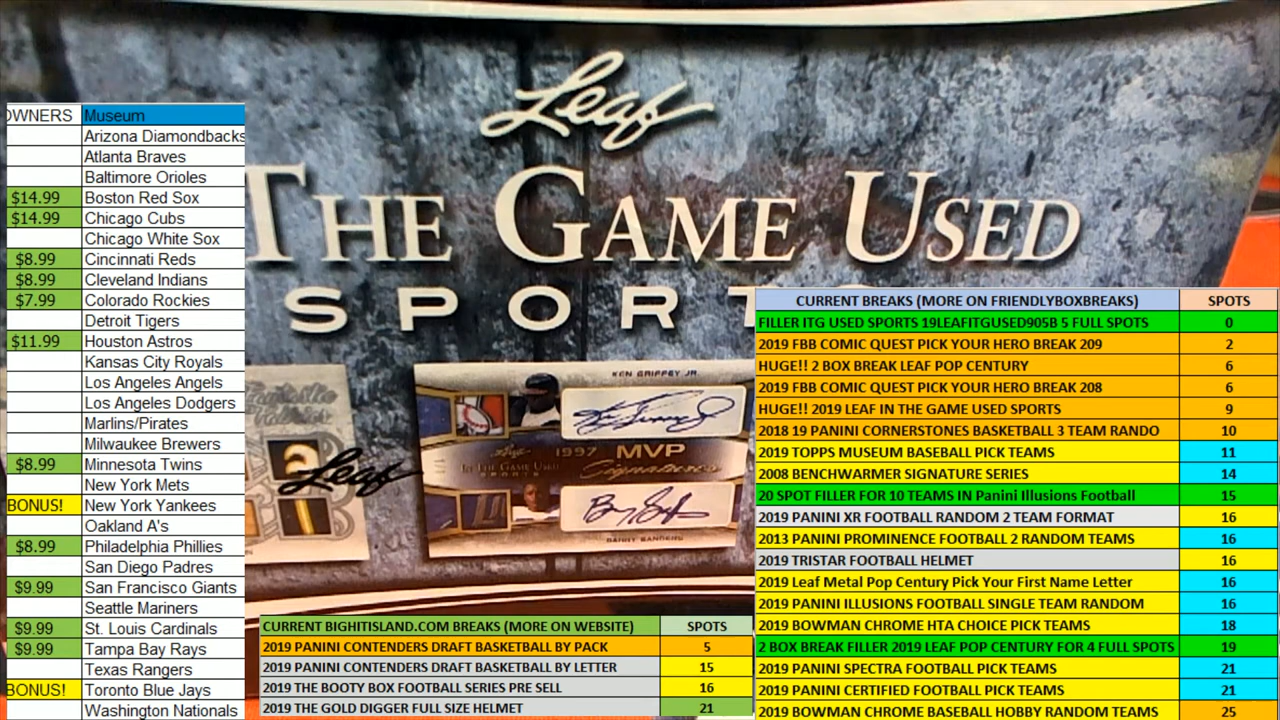 OWNERS Museum
Arizona Diamondbacks
Atlanta Braves
Baltimore Orioles
$14.99 Boston Red Sox
$14.99 Chicago Cubs
Chicago White Sox
$8.99 Cincinnati Reds
$8.99 Cleveland Indians
$7.99 Colorado Rockies
Detroit Tigers
$11.99 Houston Astros
Kansas City Royals
Los Angeles Angels
Los Angeles Dodgers
Marlins/Pirates
Milwaukee Brewers
$8.99 Minnesota Twins
New York Mets
BONUS! New York Yankees
Oakland A's
$8.99 Philadelphia Phillies
San Diego Padres
$9.99 San Francisco Giants
Seattle Mariners
$9.99 St. Louis Cardinals
$9.99 Tampa Bay Rays
Texas Rangers
BONUS! Toronto Blue Jays
Washington Nationals
Leaf
THE GAME USED
SPORT
KEN GRIFFEY JR.
1997 MVP
IN THE GAME USED Signatures
SPORTS
Leaf
BARRY SANDERS
CURRENT BIGHITISLAND.COM BREAKS (MORE ON WEBSITE) SPOTS
2019 PANINI CONTENDERS DRAFT BASKETBALL BY PACK 5
2019 PANINI CONTENDERS DRAFT BASKETBALL BY LETTER 15
2019 THE BOOTY BOX FOOTBALL SERIES PRE SELL 16
2019 THE GOLD DIGGER FULL SIZE HELMET 21
CURRENT BREAKS (MORE ON FRIENDLYBOXBREAKS) SPOTS
FILLER ITG USED SPORTS 19LEAFITGUSED905B 5 FULL SPOTS 0
2019 FBB COMIC QUEST PICK YOUR HERO BREAK 209 2
HUGE!! 2 BOX BREAK LEAF POP CENTURY 6
2019 FBB COMIC QUEST PICK YOUR HERO BREAK 208 6
HUGE!! 2019 LEAF IN THE GAME USED SPORTS 9
2018 19 PANINI CORNERSTONES BASKETBALL 3 TEAM RANDO 10
2019 TOPPS MUSEUM BASEBALL PICK TEAMS 11
2008 BENCHWARMER SIGNATURE SERIES 14
20 SPOT FILLER FOR 10 TEAMS IN Panini Illusions Football 15
2019 PANINI XR FOOTBALL RANDOM 2 TEAM FORMAT 16
2013 PANINI PROMINENCE FOOTBALL 2 RANDOM TEAMS 16
2019 TRISTAR FOOTBALL HELMET 16
2019 Leaf Metal Pop Century Pick Your First Name Letter 16
2019 PANINI ILLUSIONS FOOTBALL SINGLE TEAM RANDOM 16
2019 BOWMAN CHROME HTA CHOICE PICK TEAMS 18
2 BOX BREAK FILLER 2019 LEAF POP CENTURY FOR 4 FULL SPOTS 19
2019 PANINI SPECTRA FOOTBALL PICK TEAMS 21
2019 PANINI CERTIFIED FOOTBALL PICK TEAMS 21
2019 BOWMAN CHROME BASEBALL HOBBY RANDOM TEAMS 25